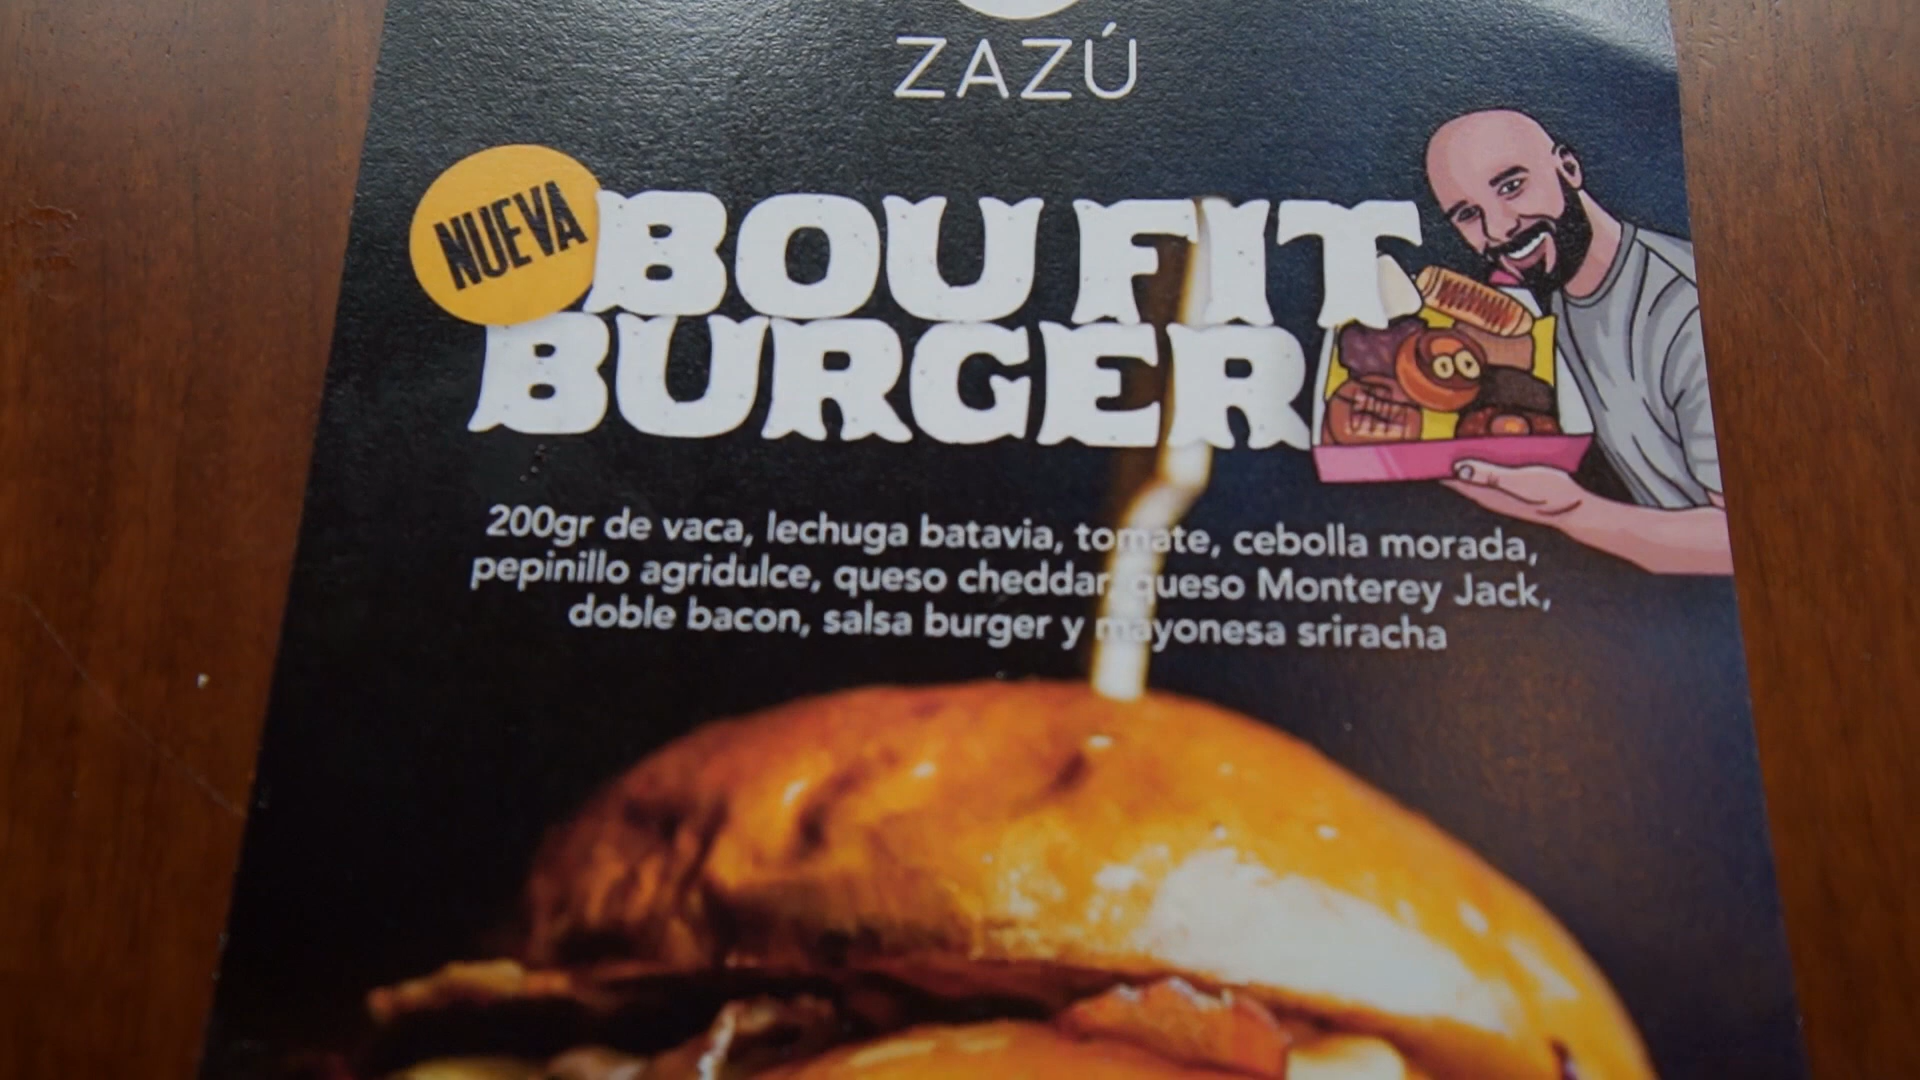 ZAZÚ
NUEVA
BOU FIT
BURGER
200gr de vaca, lechuga batavia, tomate, cebolla morada,
pepinillo agridulce, queso cheddar, queso Monterey Jack,
doble bacon, salsa burger y mayonesa sriracha